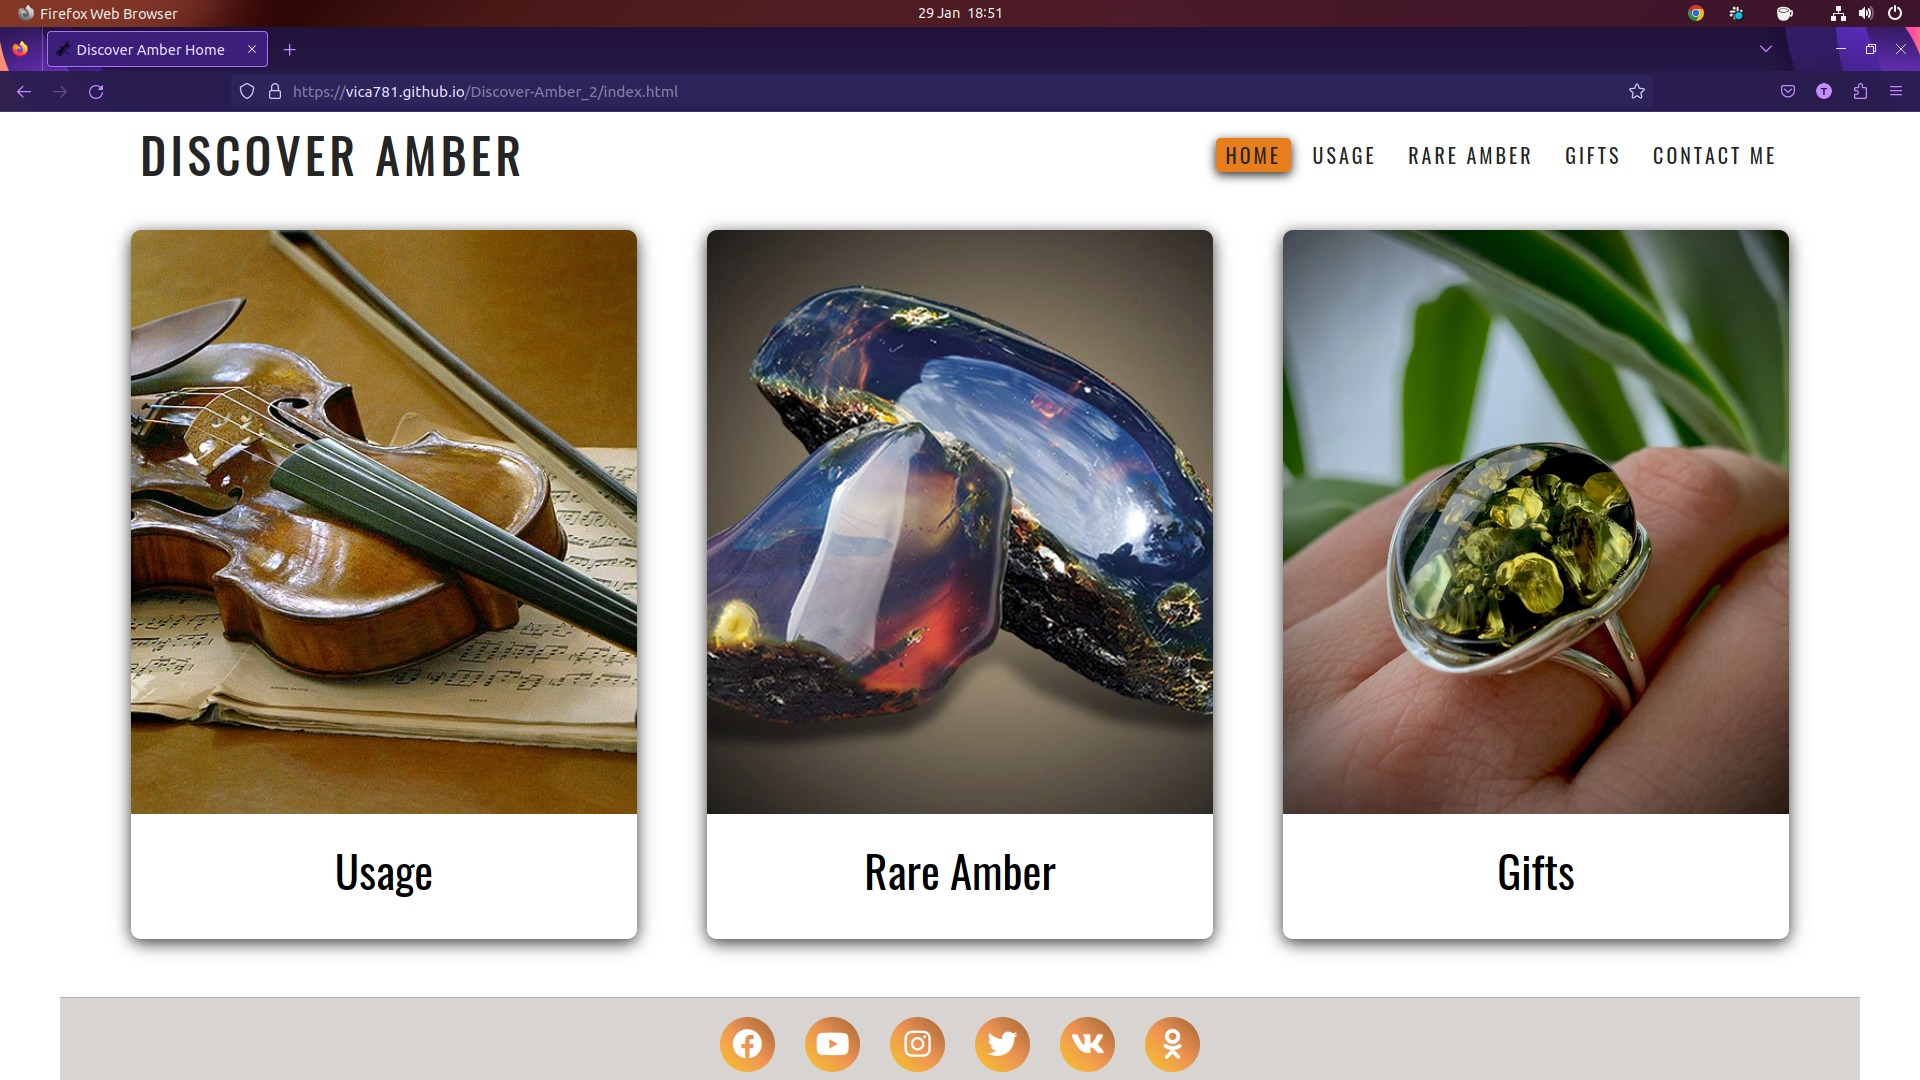 Firefox Web Browser
29 Jan 18:51
Discover Amber Home
https://vica781.github.io/Discover-Amber_2/index.html
T
DISCOVER AMBER
HOME USAGE RARE AMBER GIFTS CONTACT ME
Usage
Rare Amber
Gifts